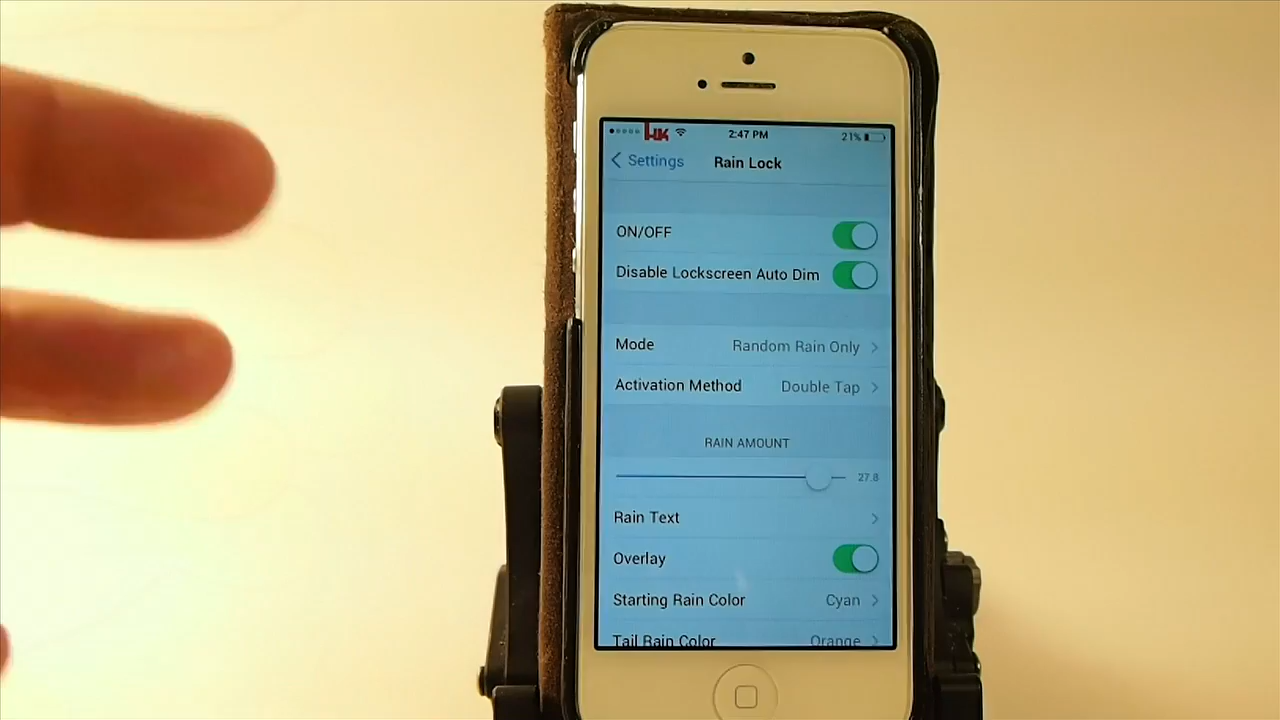 HK 2:47 PM 21%
Settings Rain Lock
ON/OFF
Disable Lockscreen Auto Dim
Mode Random Rain Only
Activation Method Double Tap
RAIN AMOUNT
27.8
Rain Text
Overlay
Starting Rain Color Cyan
Tail Rain Color Orange